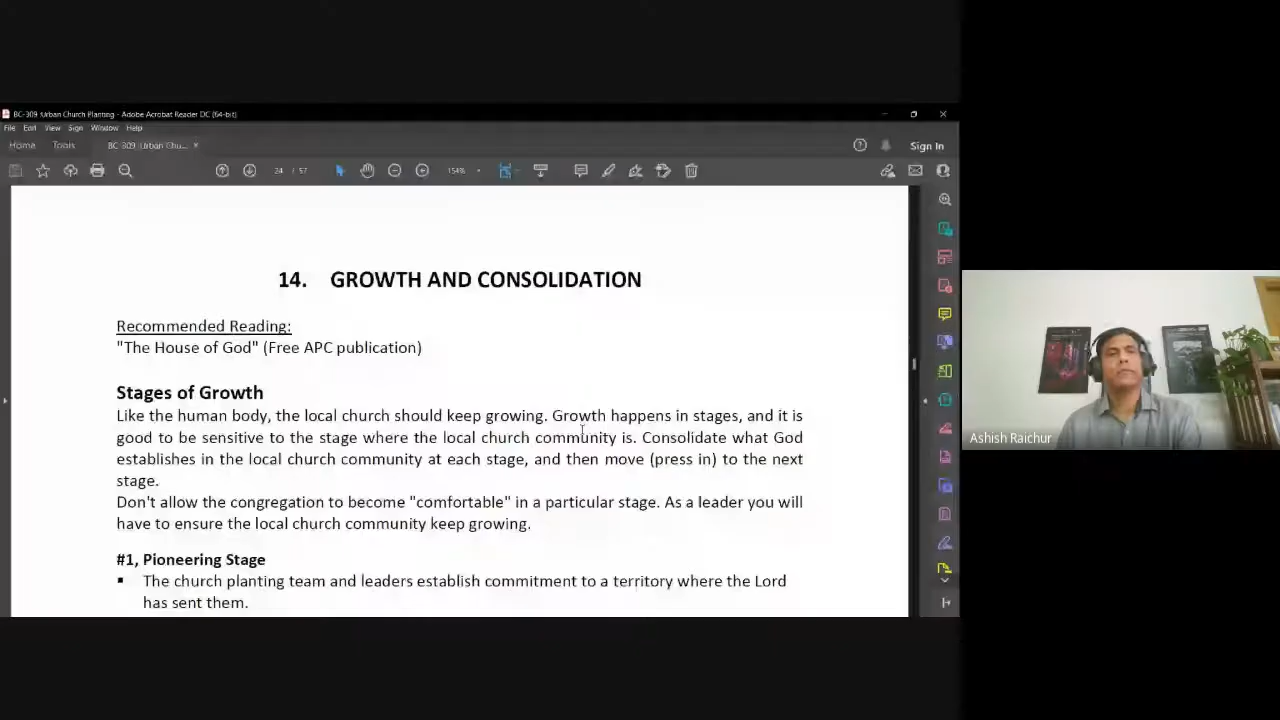 BC-309 Urban Church Planting - Adobe Acrobat Reader DC (64-bit)
File Edit View Sign Window Help
Home Tools BC-309 Urban Chu... ×
24 / 57 154%
Sign In
14. GROWTH AND CONSOLIDATION
Recommended Reading:
"The House of God" (Free APC publication)
Stages of Growth
Like the human body, the local church should keep growing. Growth happens in stages, and it is
good to be sensitive to the stage where the local church community is. Consolidate what God
establishes in the local church community at each stage, and then move (press in) to the next
stage.
Don't allow the congregation to become "comfortable" in a particular stage. As a leader you will
have to ensure the local church community keep growing.
#1, Pioneering Stage
▪ The church planting team and leaders establish commitment to a territory where the Lord
has sent them.
Ashish Raichur